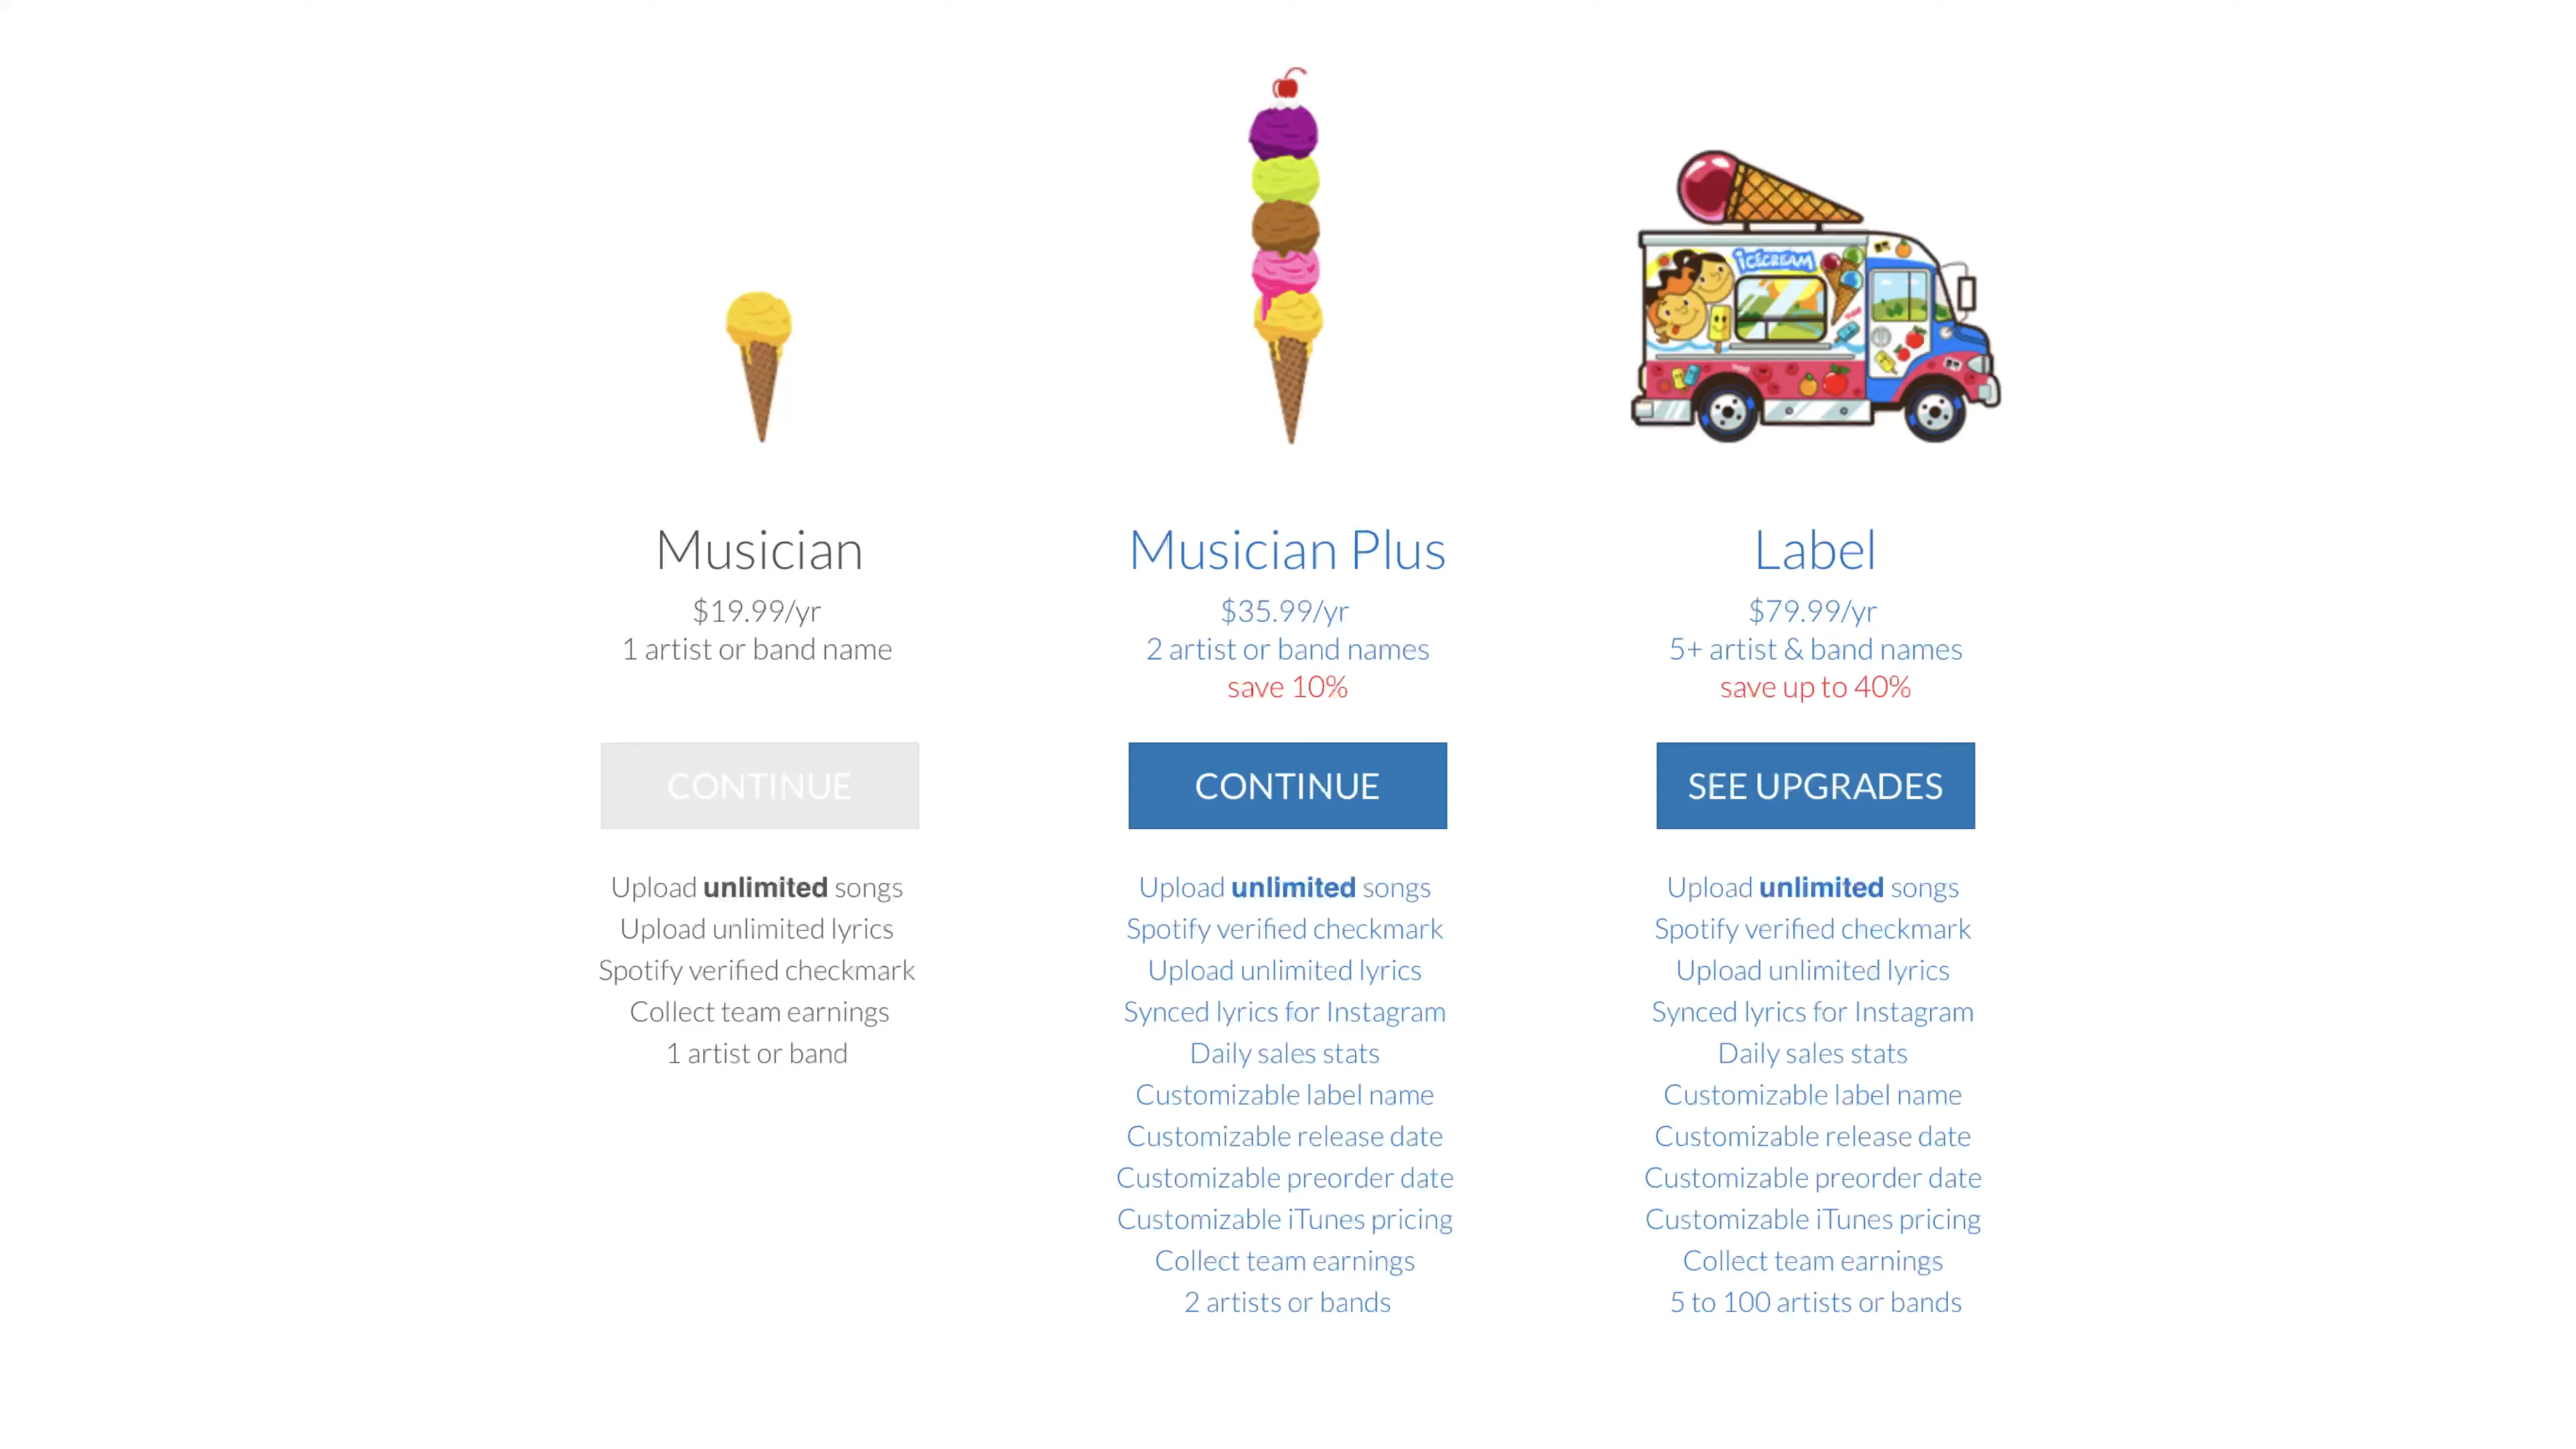 ICECREAM
Musician
$19.99/yr
1 artist or band name
CONTINUE
Upload unlimited songs
Upload unlimited lyrics
Spotify verified checkmark
Collect team earnings
1 artist or band
Musician Plus
$35.99/yr
2 artist or band names
save 10%
CONTINUE
Upload unlimited songs
Spotify verified checkmark
Upload unlimited lyrics
Synced lyrics for Instagram
Daily sales stats
Customizable label name
Customizable release date
Customizable preorder date
Customizable iTunes pricing
Collect team earnings
2 artists or bands
Label
$79.99/yr
5+ artist & band names
save up to 40%
SEE UPGRADES
Upload unlimited songs
Spotify verified checkmark
Upload unlimited lyrics
Synced lyrics for Instagram
Daily sales stats
Customizable label name
Customizable release date
Customizable preorder date
Customizable iTunes pricing
Collect team earnings
5 to 100 artists or bands